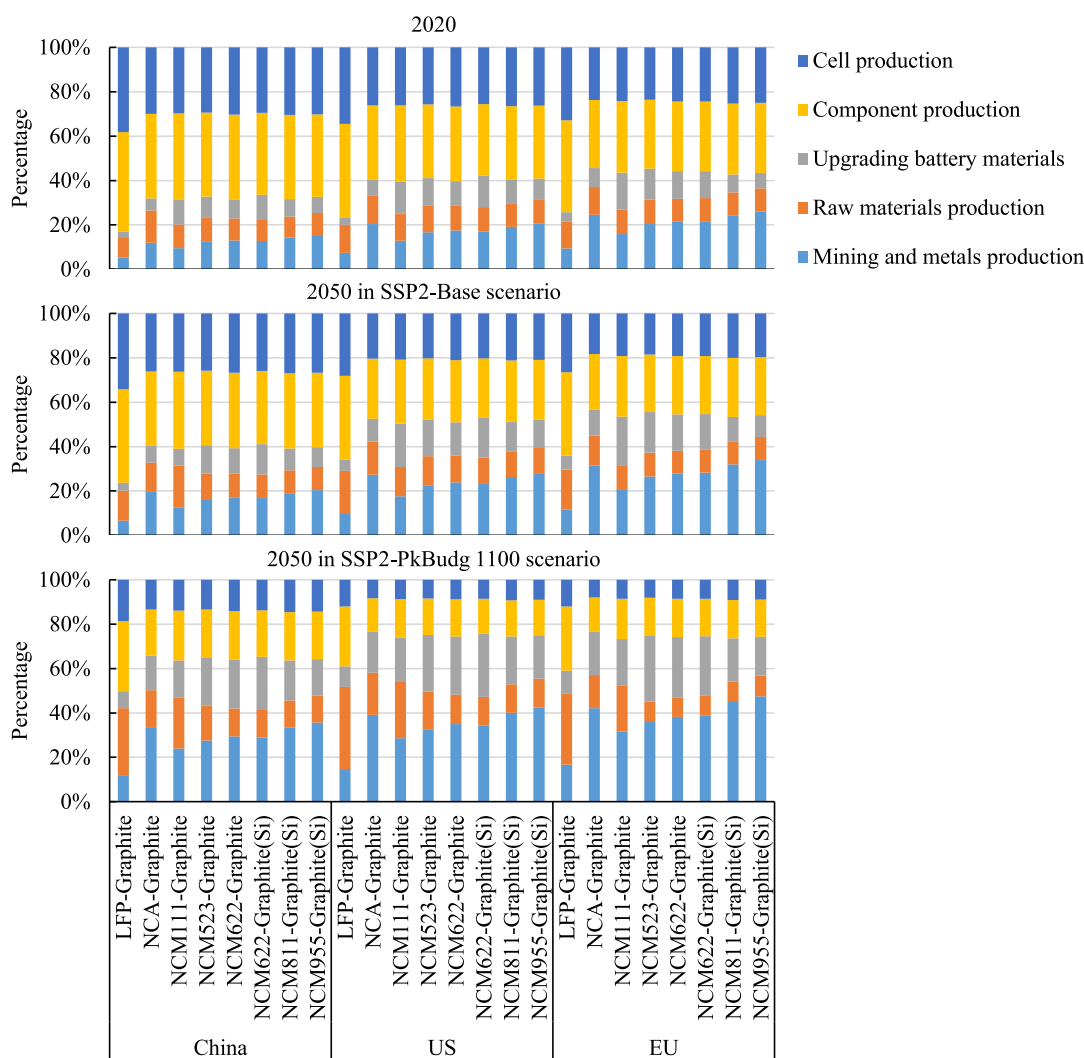 2020
Percentage
100%
80%
60%
40%
20%
0%
Cell production
Component production
Upgrading battery materials
Raw materials production
Mining and metals production
2050 in SSP2-Base scenario
Percentage
100%
80%
60%
40%
20%
0%
2050 in SSP2-PkBudg 1100 scenario
Percentage
100%
80%
60%
40%
20%
0%
LFP-Graphite
NCA-Graphite
NCM111-Graphite
NCM523-Graphite
NCM622-Graphite
NCM622-Graphite(Si)
NCM811-Graphite(Si)
NCM955-Graphite(Si)
LFP-Graphite
NCA-Graphite
NCM111-Graphite
NCM523-Graphite
NCM622-Graphite
NCM622-Graphite(Si)
NCM811-Graphite(Si)
NCM955-Graphite(Si)
LFP-Graphite
NCA-Graphite
NCM111-Graphite
NCM523-Graphite
NCM622-Graphite
NCM622-Graphite(Si)
NCM811-Graphite(Si)
NCM955-Graphite(Si)
China
US
EU